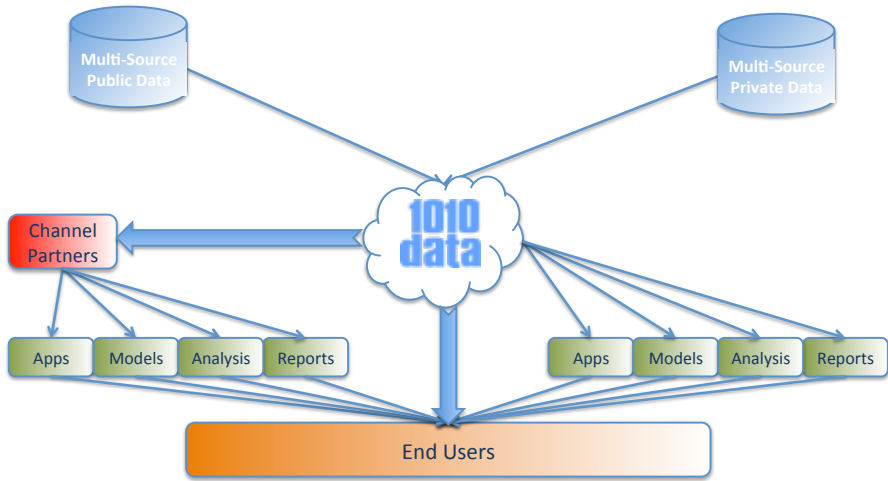 Multi-Source
Public Data
Multi-Source
Private Data
1010
data
Channel
Partners
Apps
Models
Analysis
Reports
Apps
Models
Analysis
Reports
End Users